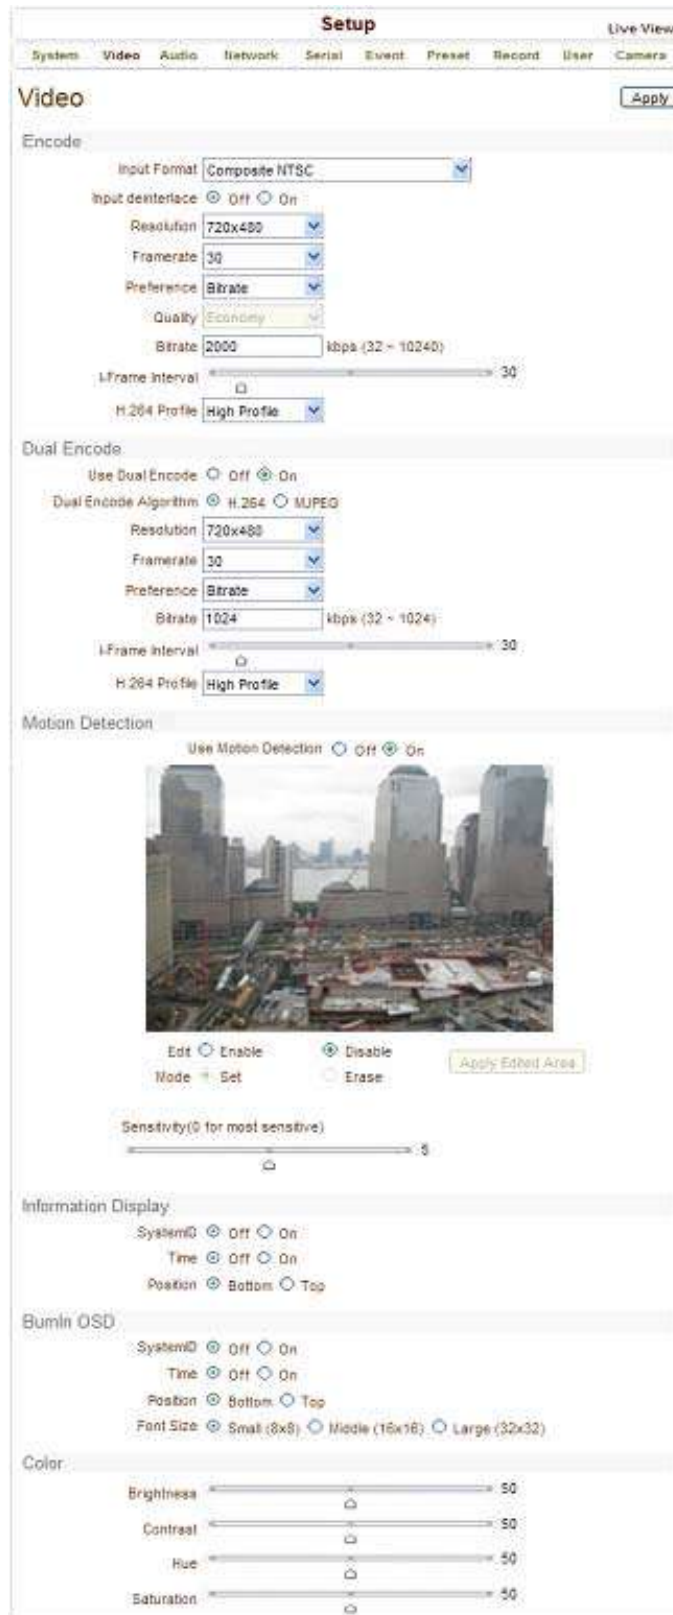 Setup
Live View
System Video Audio Network Serial Event Preset Record User Camera
Video
Apply
Encode
Input Format Composite NTSC
Input deinterlace Off On
Resolution 720x480
Framerate 30
Preference Bitrate
Quality Economy
Bitrate 2000 kbps (32 ~ 10240)
I-Frame Interval 30
H.264 Profile High Profile
Dual Encode
Use Dual Encode Off On
Dual Encode Algorithm H.264 MJPEG
Resolution 720x480
Framerate 30
Preference Bitrate
Bitrate 1024 kbps (32 ~ 1024)
I-Frame Interval 30
H.264 Profile High Profile
Motion Detection
Use Motion Detection Off On
Edit Enable Disable
Apply Edited Area
Mode Set Erase
Sensitivity(0 for most sensitive)
5
Information Display
SystemID Off On
Time Off On
Position Bottom Top
BurnIn OSD
SystemID Off On
Time Off On
Position Bottom Top
Font Size Small (8x8) Middle (16x16) Large (32x32)
Color
Brightness 50
Contrast 50
Hue 50
Saturation 50